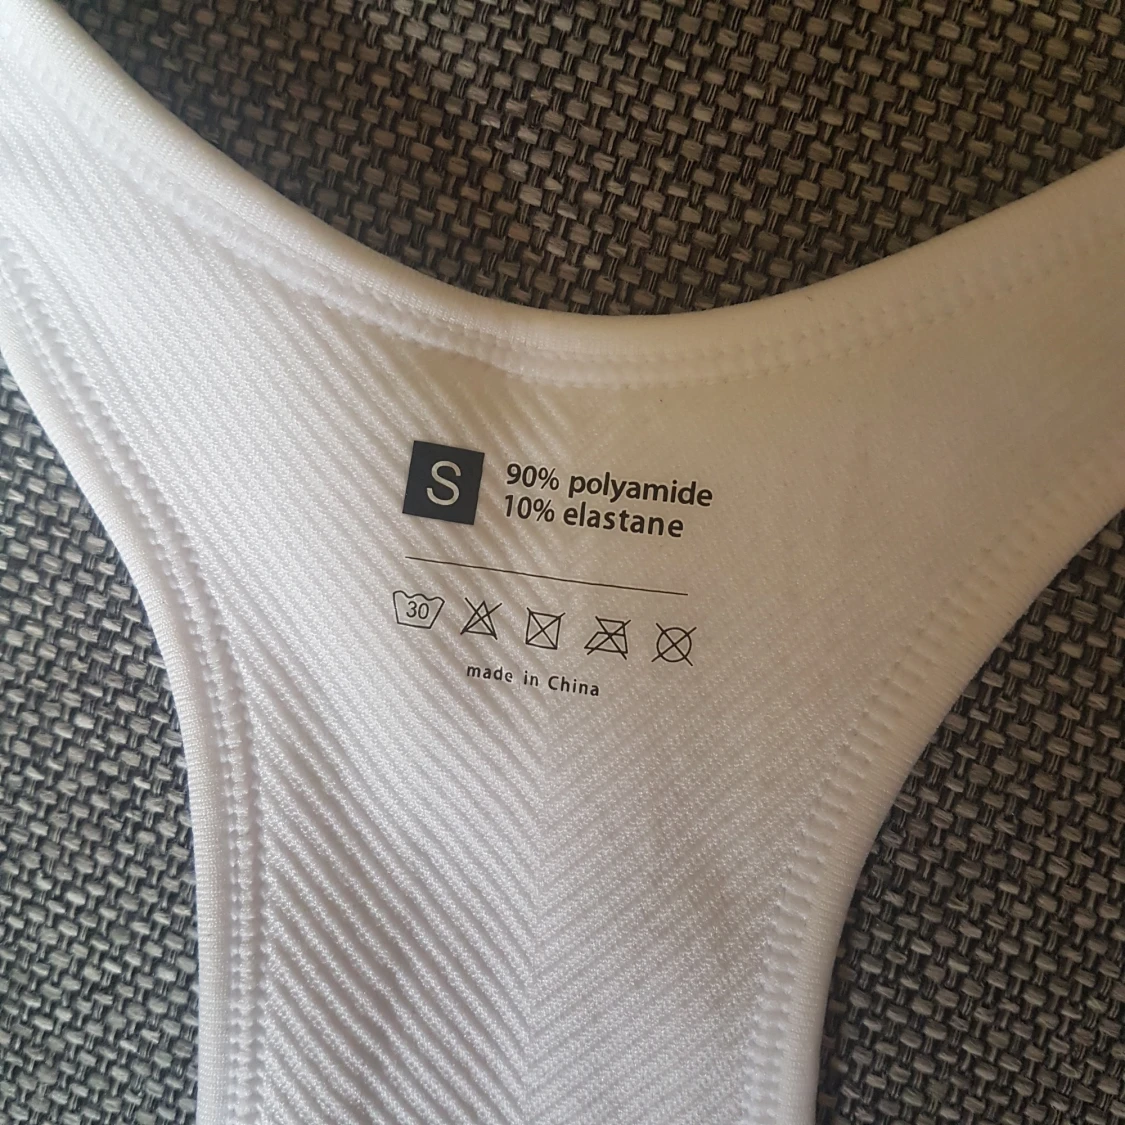 S
90% polyamide
10% elastane
30
made in China